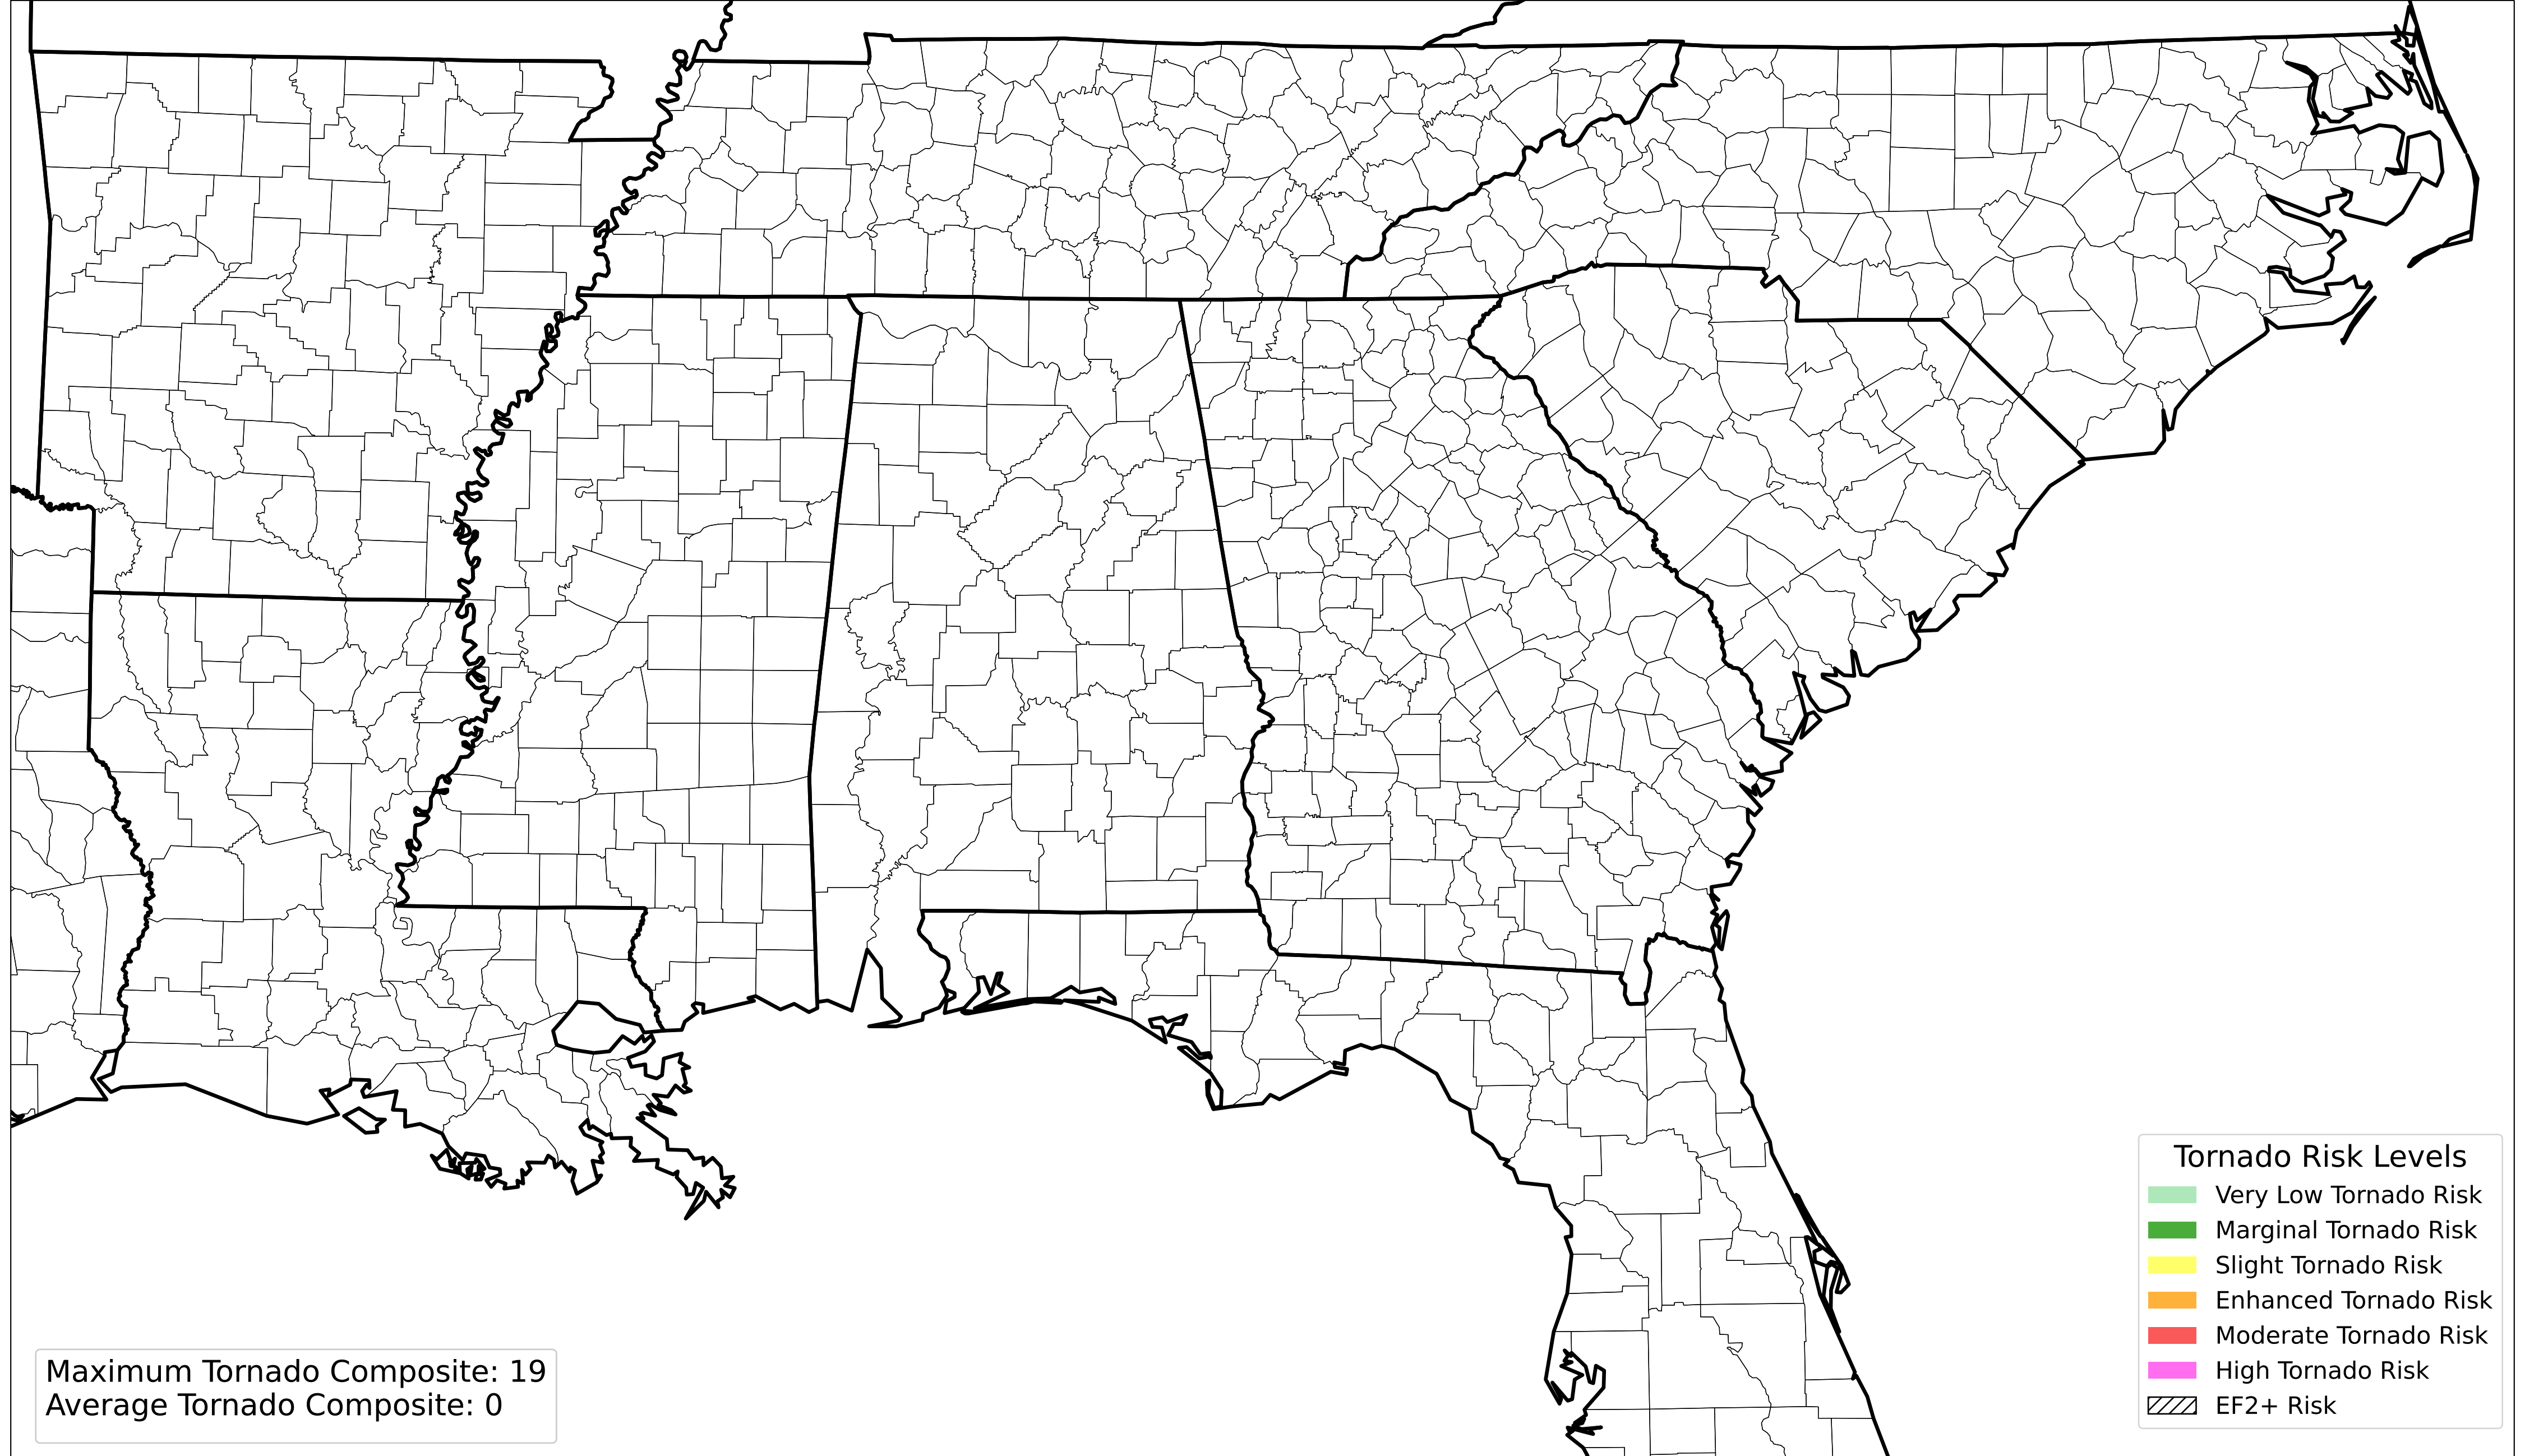 Tornado Risk Levels
Very Low Tornado Risk
Marginal Tornado Risk
Slight Tornado Risk
Enhanced Tornado Risk
Moderate Tornado Risk
High Tornado Risk
EF2+ Risk
Maximum Tornado Composite: 19
Average Tornado Composite: 0